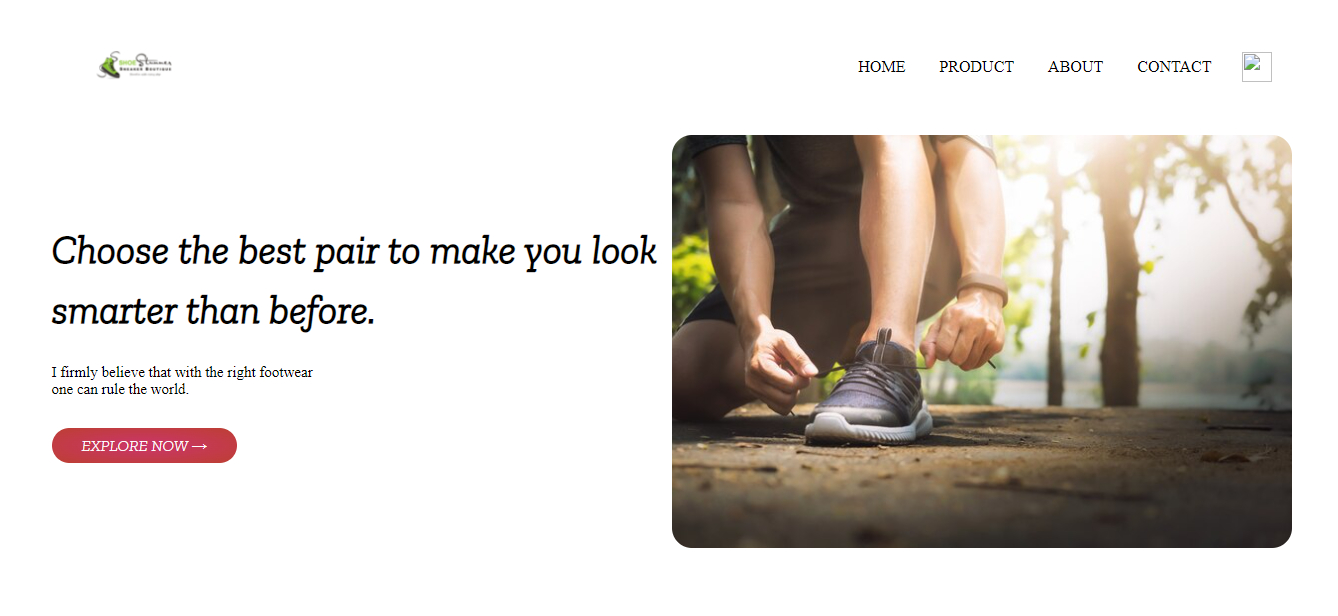 SHOE Stunner
SNEAKER BOUTIQUE
HOME PRODUCT ABOUT CONTACT
Choose the best pair to make you look
smarter than before.
I firmly believe that with the right footwear
one can rule the world.
EXPLORE NOW →